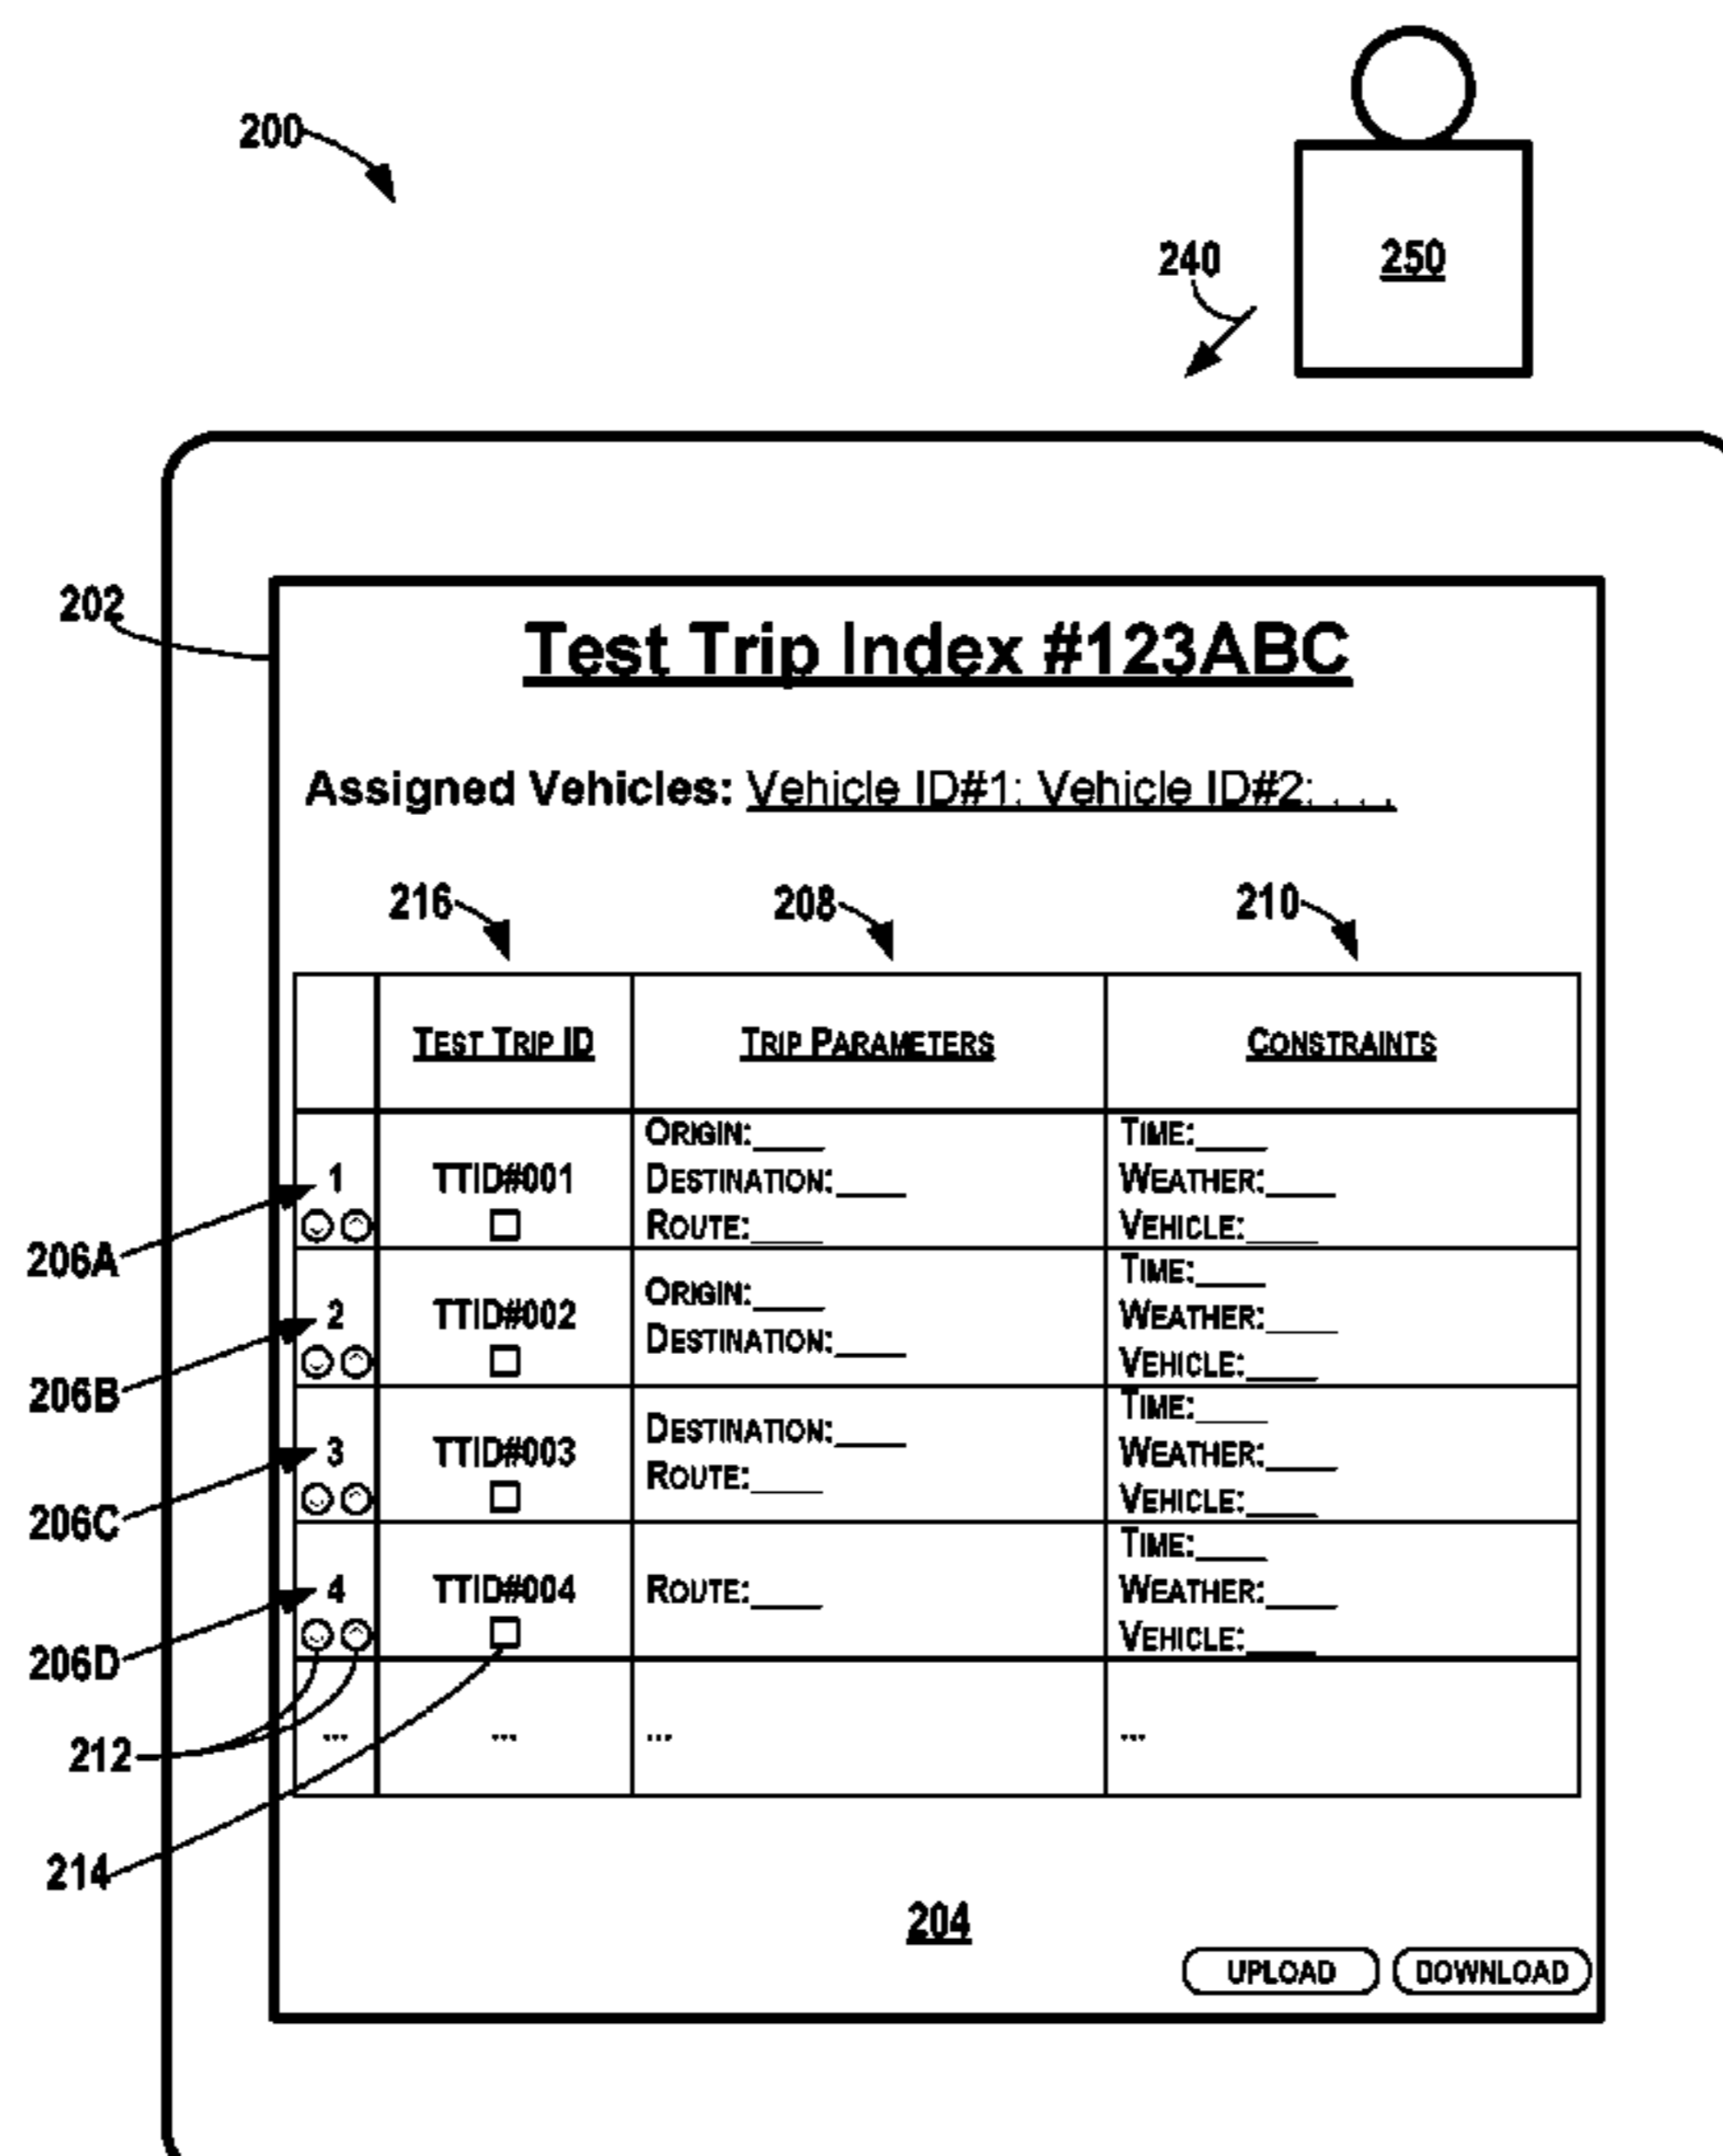 200
250
240
202
Test Trip Index #123ABC
Assigned Vehicles: Vehicle ID#1; Vehicle ID#2; . . .
216 208 210
TEST TRIP ID TRIP PARAMETERS CONSTRAINTS
206A
1 TTID#001
ORIGIN:____
DESTINATION:____
ROUTE:____
TIME:____
WEATHER:____
VEHICLE:____
206B
2 TTID#002
ORIGIN:____
DESTINATION:____
TIME:____
WEATHER:____
VEHICLE:____
206C
3 TTID#003
DESTINATION:____
ROUTE:____
TIME:____
WEATHER:____
VEHICLE:____
206D
4 TTID#004
ROUTE:____
TIME:____
WEATHER:____
VEHICLE:____
212
... ... ... ...
214
204
UPLOAD DOWNLOAD